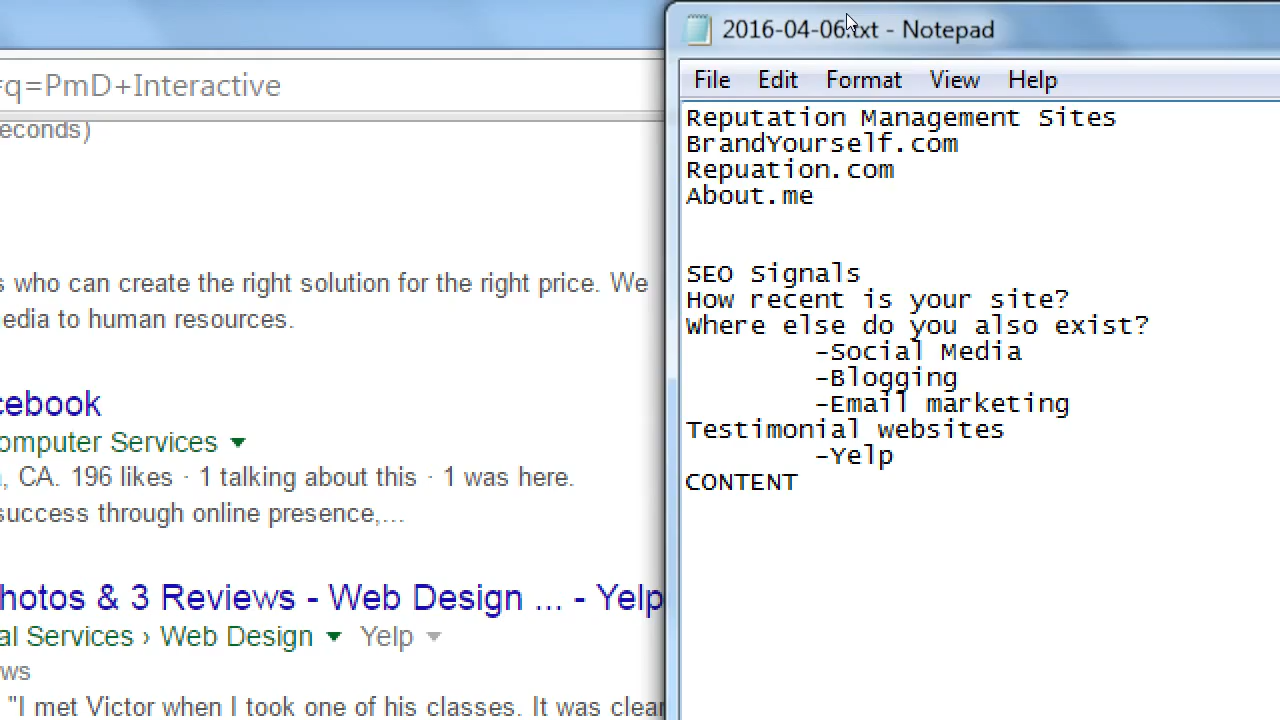 =q=PmD+Interactive
econds)
s who can create the right solution for the right price. We
edia to human resources.
cebook
omputer Services
, CA. 196 likes · 1 talking about this · 1 was here.
success through online presence,...
hotos & 3 Reviews - Web Design ... - Yelp
al Services › Web Design Yelp
ws
"I met Victor when I took one of his classes. It was clear
2016-04-06.txt - Notepad
File Edit Format View Help
Reputation Management Sites
BrandYourself.com
Repuation.com
About.me
SEO Signals
How recent is your site?
Where else do you also exist?
-Social Media
-Blogging
-Email marketing
Testimonial websites
-Yelp
CONTENT